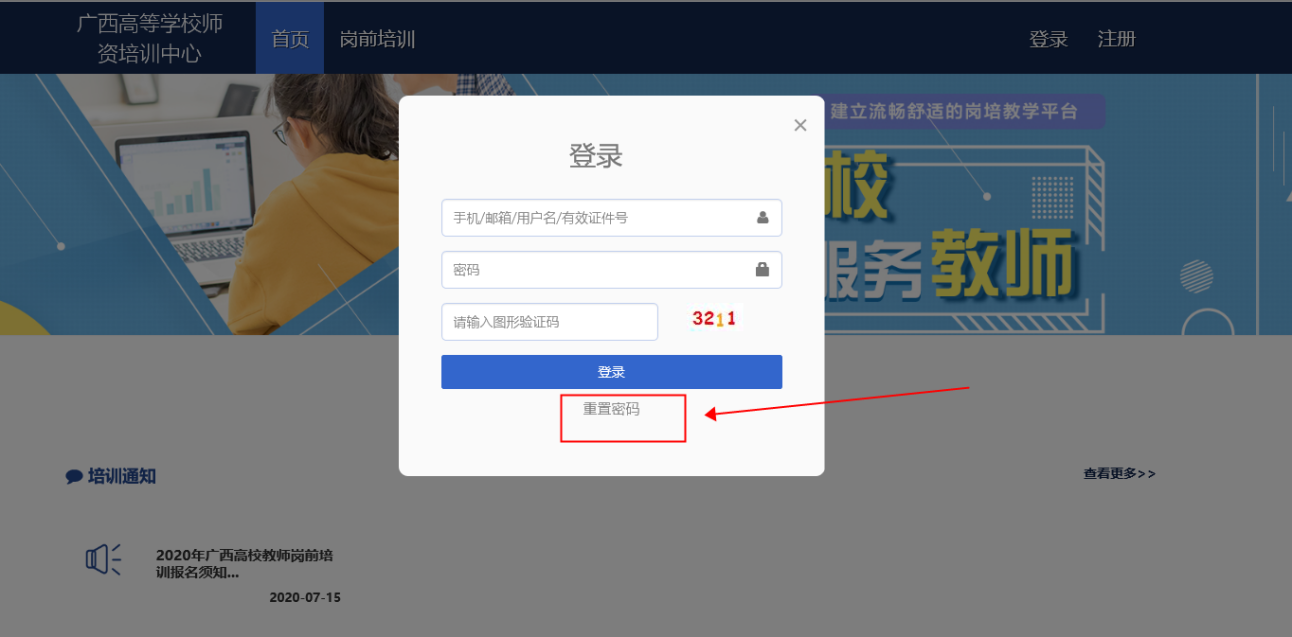 广西高等学校师
资培训中心
首页
岗前培训
登录
注册
建立流畅舒适的岗培教学平台
校
服务教师
×
登录
手机/邮箱/用户名/有效证件号
密码
请输入图形验证码
3211
登录
重置密码
培训通知
查看更多>>
2020年广西高校教师岗前培
训报名须知...
2020-07-15